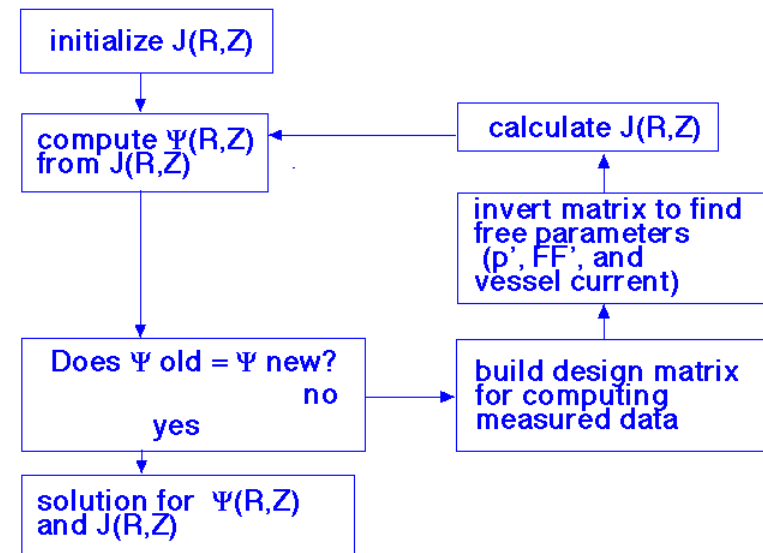 initialize J(R,Z)
compute Ψ(R,Z)
from J(R,Z)
Does Ψ old = Ψ new?
no
yes
solution for Ψ(R,Z)
and J(R,Z)
build design matrix
for computing
measured data
invert matrix to find
free parameters
(p', FF', and
vessel current)
calculate J(R,Z)